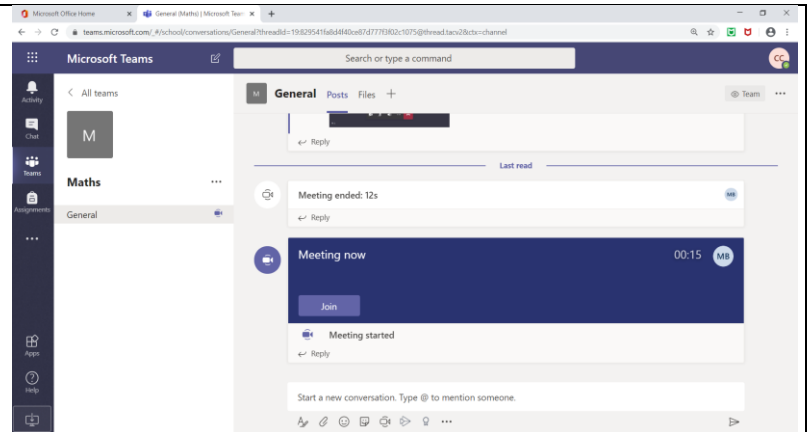 Microsoft Office Home
General (Maths) | Microsoft Team
teams.microsoft.com/_#/school/conversations/General?threadId=19:829541fa8d4f40ce87d777f3f02c1075@thread.tacv2&ctx=channel
Microsoft Teams
Search or type a command
CC
Activity
Chat
Teams
Assignments
Apps
Help
All teams
M
Maths
General
M
General Posts Files
Team
Reply
Last read
Meeting ended: 12s
MB
Reply
Meeting now
00:15
MB
Join
Meeting started
Reply
Start a new conversation. Type @ to mention someone.